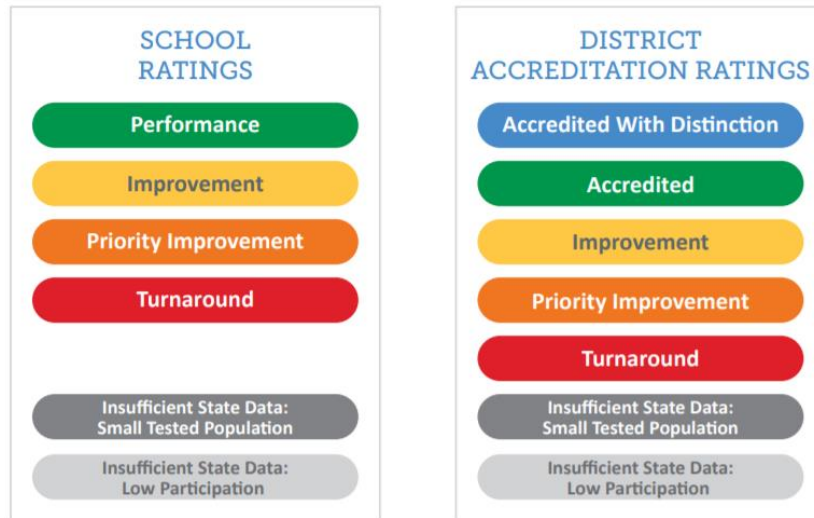 SCHOOL
RATINGS
Performance
Improvement
Priority Improvement
Turnaround
Insufficient State Data:
Small Tested Population
Insufficient State Data:
Low Participation
DISTRICT
ACCREDITATION RATINGS
Accredited With Distinction
Accredited
Improvement
Priority Improvement
Turnaround
Insufficient State Data:
Small Tested Population
Insufficient State Data:
Low Participation